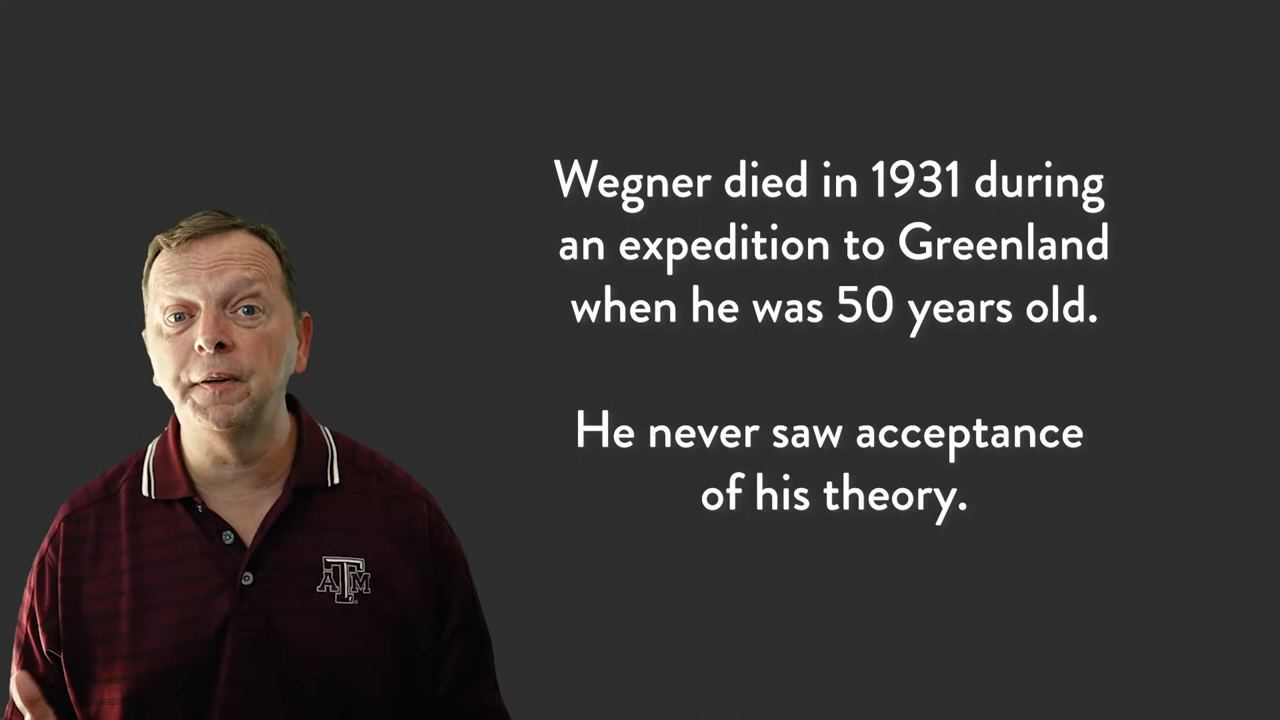 Wegner died in 1931 during
an expedition to Greenland
when he was 50 years old.
He never saw acceptance
of his theory.
ATM